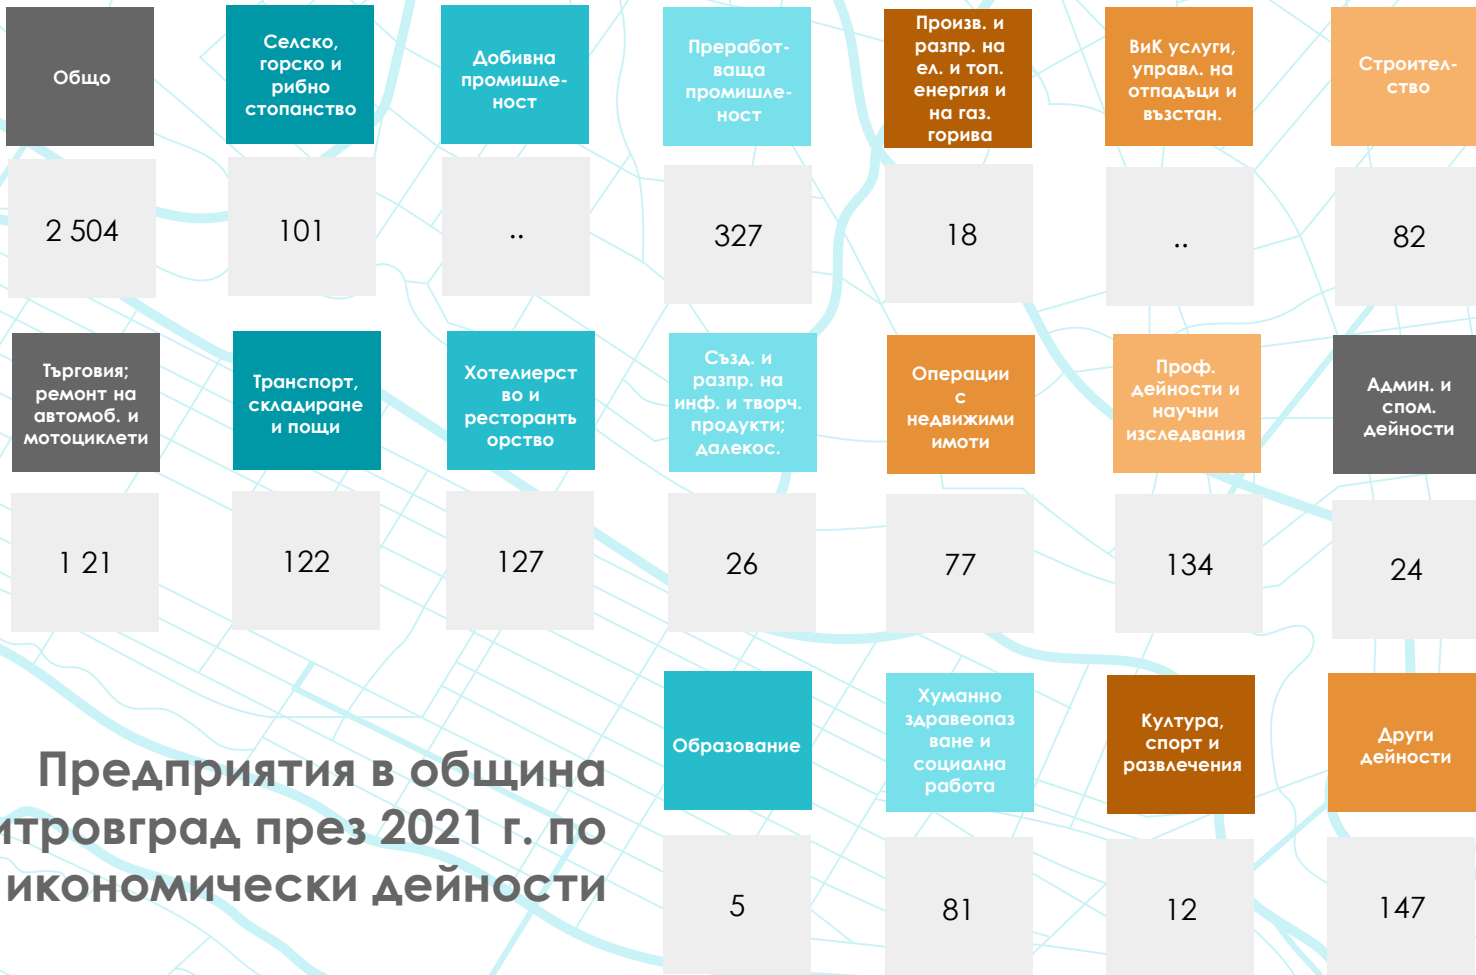 Общо
Селско,
горско и
рибно
стопанство
Добивна
промишле-
ност
Преработ-
ваща
промишле-
ност
Произв. и
разпр. на
ел. и топ.
енергия и
на газ.
горива
ВиК услуги,
управл. на
отпадъци и
възстан.
Строител-
ство
2 504
101
..
327
18
..
82
Търговия;
ремонт на
автомоб. и
мотоциклети
Транспорт,
складиране
и пощи
Хотелиерст
во и
ресторантъ
орство
Създ. и
разпр. на
инф. и творч.
продукти;
далекос.
Операции
с
недвижими
имоти
Проф.
дейности и
научни
изследвания
Админ. и
спом.
дейности
1 21
122
127
26
77
134
24
Образование
Хуманно
здравеопаз
ване и
социална
работа
Култура,
спорт и
развлечения
Други
дейности
5
81
12
147
Предприятия в община
итровград през 2021 г. по
икономически дейности